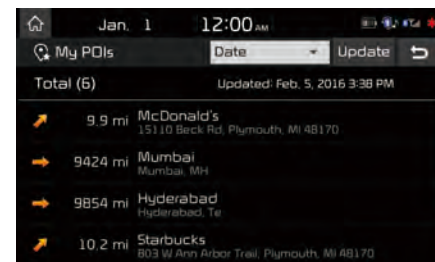 Jan. 1 12:00 AM
My POIs Date Update
Total (6) Updated: Feb. 5, 2016 3:38 PM
9.9 mi McDonald's
15110 Beck Rd, Plymouth, MI 48170
9424 mi Mumbai
Mumbai, MH
9854 mi Hyderabad
Hyderabad, Te
10.2 mi Starbucks
803 W Ann Arbor Trail, Plymouth, MI 48170